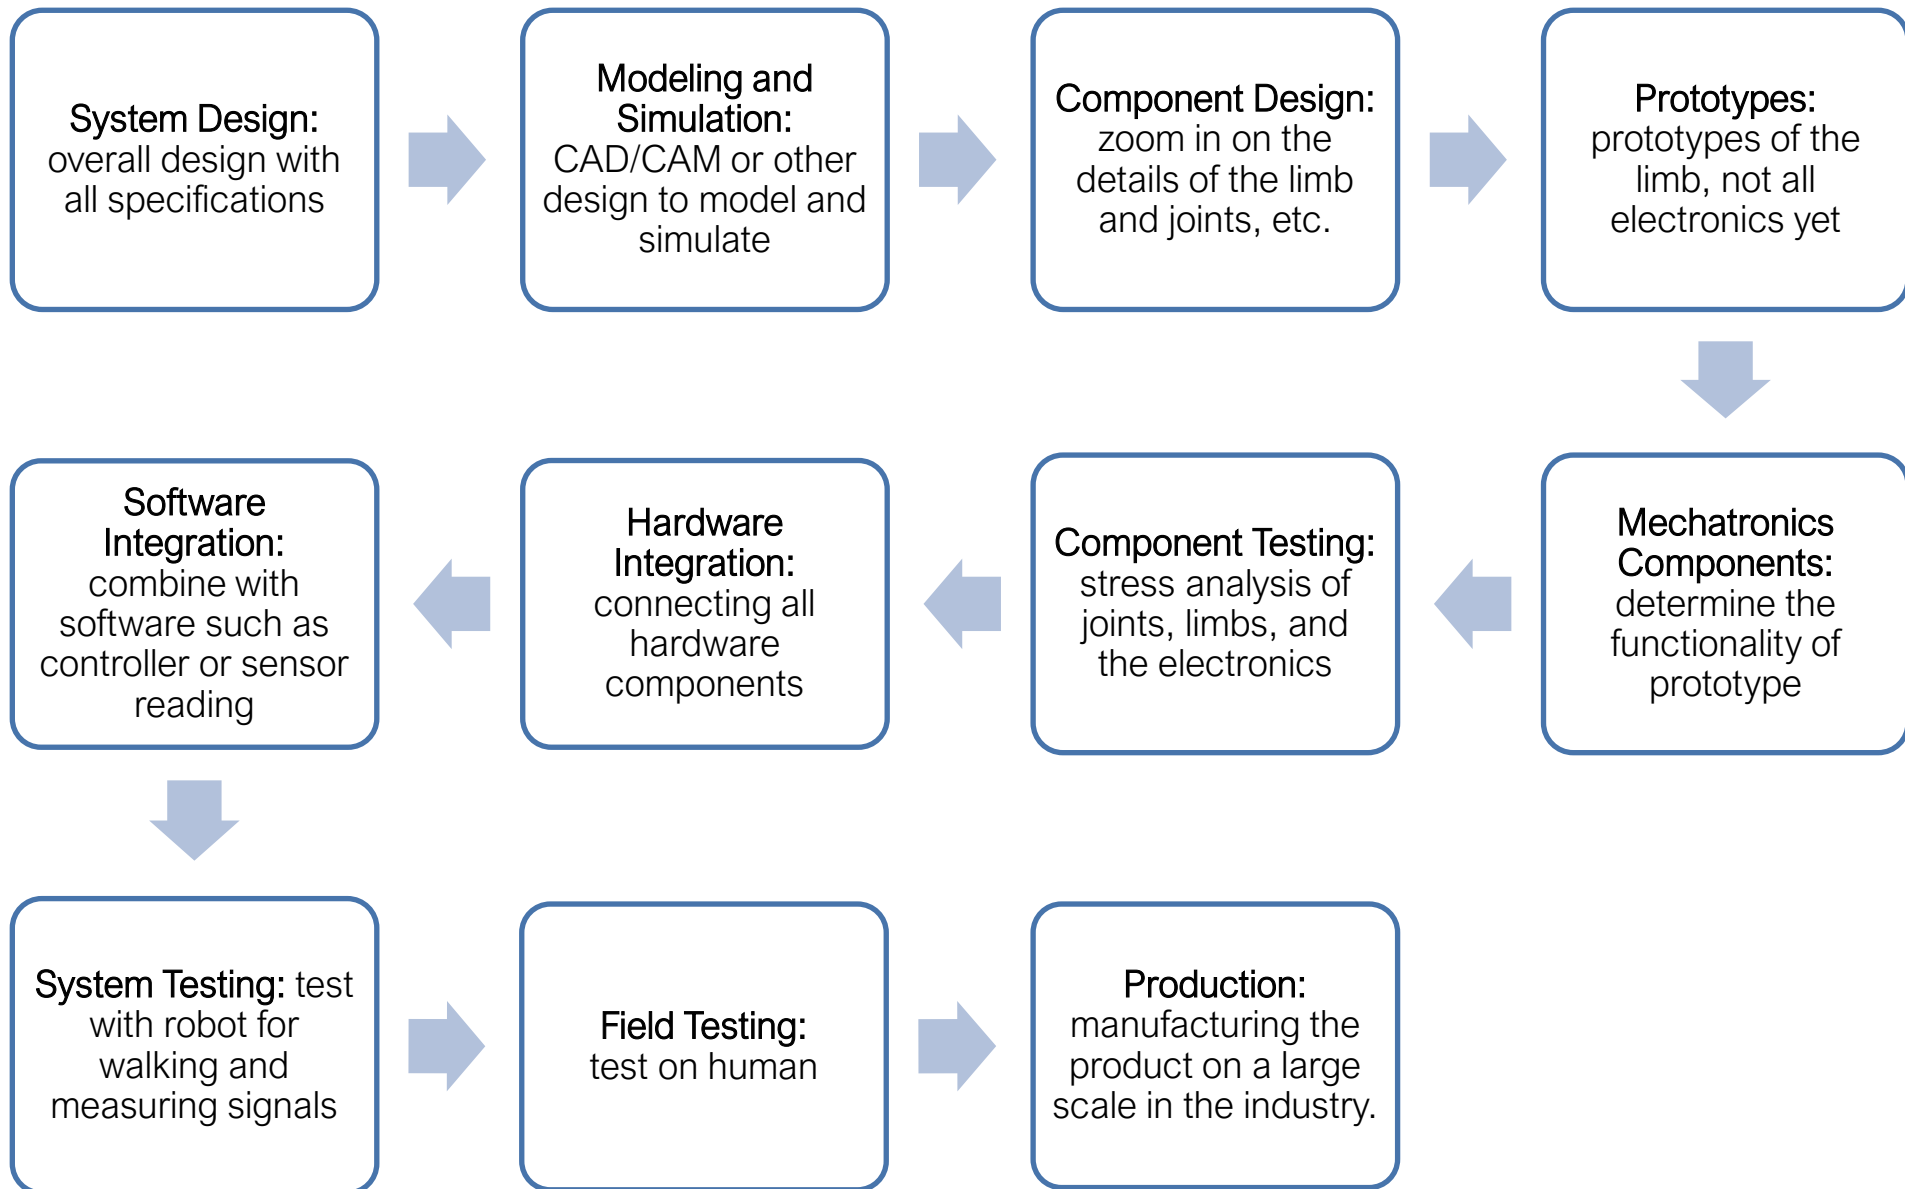 System Design:
overall design with
all specifications
Modeling and
Simulation:
CAD/CAM or other
design to model and
simulate
Component Design:
zoom in on the
details of the limb
and joints, etc.
Prototypes:
prototypes of the
limb, not all
electronics yet
Mechatronics
Components:
determine the
functionality of
prototype
Component Testing:
stress analysis of
joints, limbs, and
the electronics
Hardware
Integration:
connecting all
hardware
components
Software
Integration:
combine with
software such as
controller or sensor
reading
System Testing: test
with robot for
walking and
measuring signals
Field Testing:
test on human
Production:
manufacturing the
product on a large
scale in the industry.